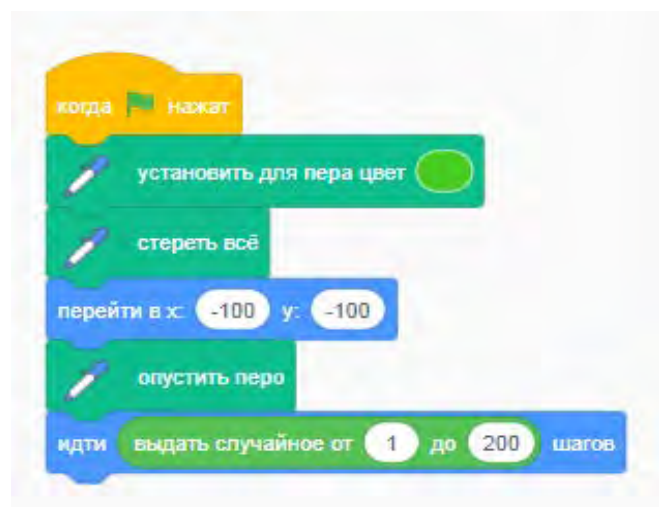 когда нажат
установить для пера цвет
стереть всё
перейти в x: -100 y: -100
опустить перо
идти выдать случайное от 1 до 200 шагов